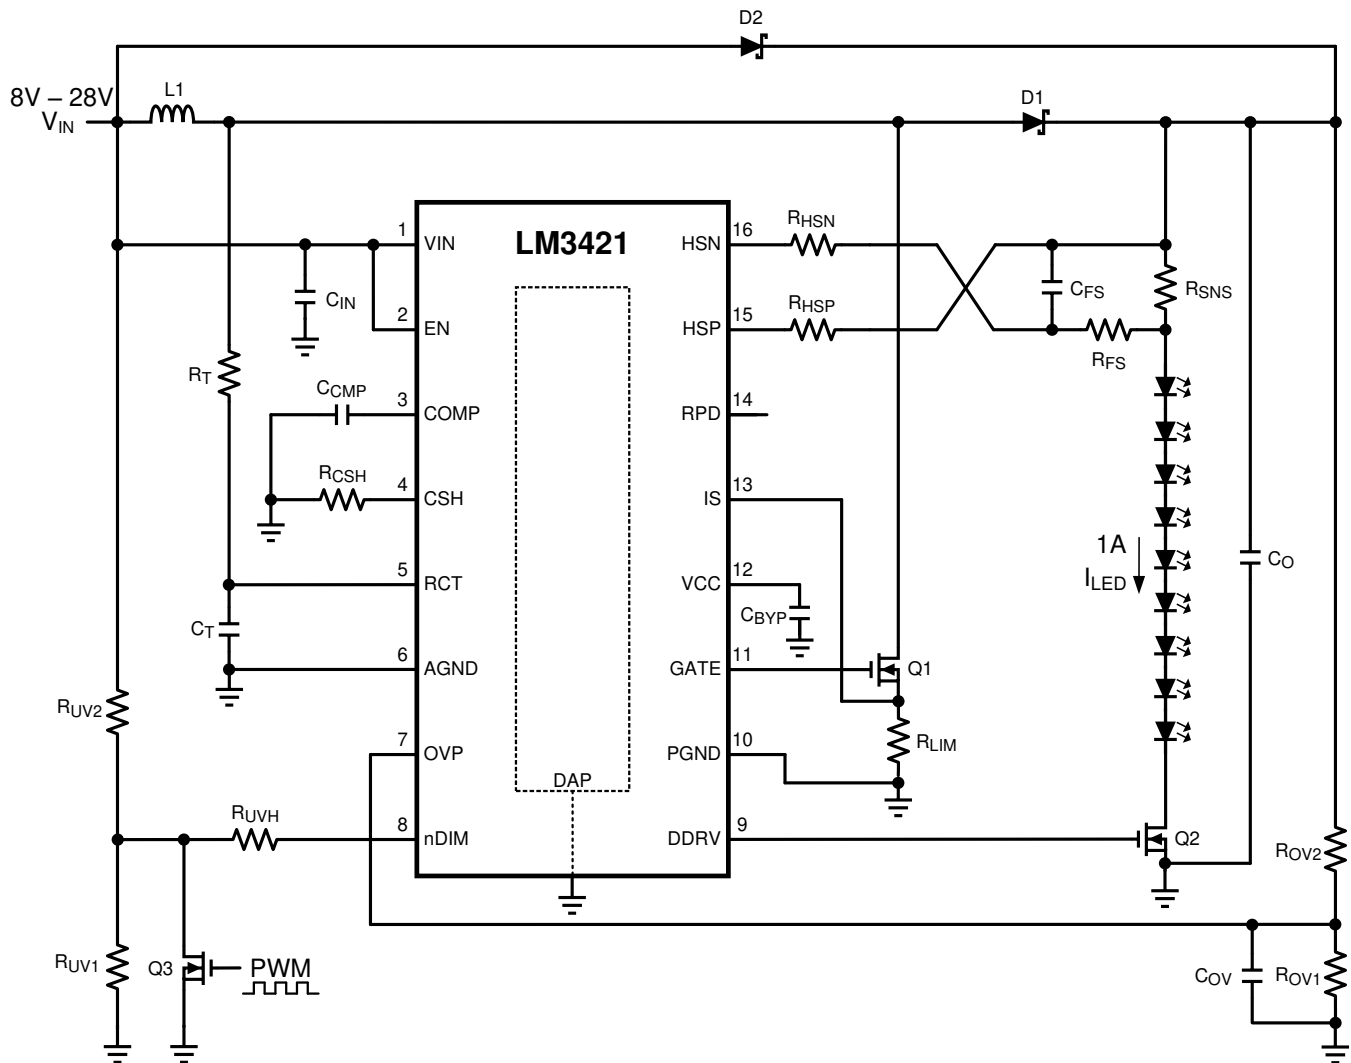 D2
8V – 28V
VIN
L1
D1
LM3421
1 VIN
16 HSN
RHSN
CIN
CFS
RSNS
2 EN
15 HSP
RHSP
RFS
RT
CCMP
3 COMP
14 RPD
RCSH
4 CSH
13 IS
1A
ILED
CO
5 RCT
12 VCC
CBYP
CT
6 AGND
11 GATE
Q1
RUV2
7 OVP
10 PGND
RLIM
DAP
RUVH
8 nDIM
9 DDRV
Q2
ROV2
RUV1
Q3
PWM
COV
ROV1